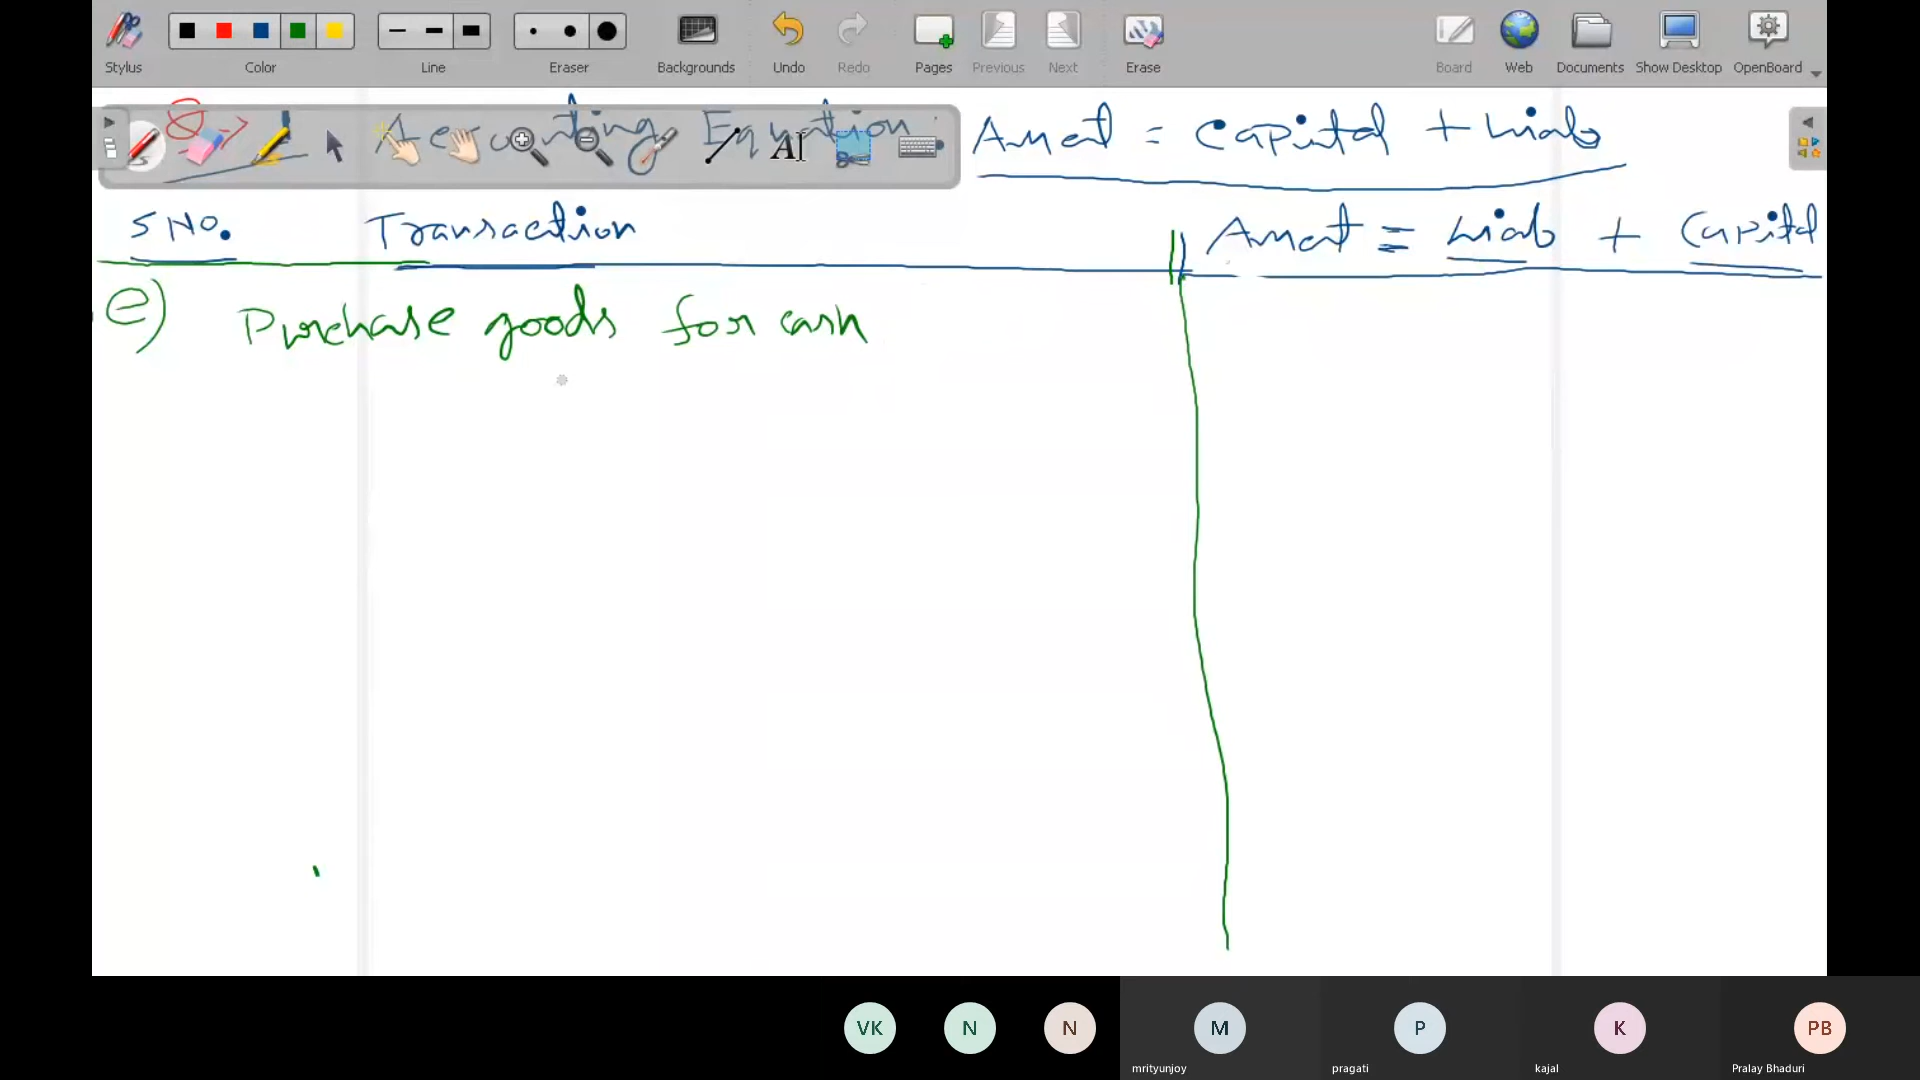 Stylus Color Line Eraser Backgrounds Undo Redo Pages Previous Next Erase Board Web Documents Show Desktop OpenBoard
Q→ Accounting Equation Asset = Capital + Liab
S No. Transaction Asset = Liab + Capital
e) Purchase goods for cash
VK N N M P K PB
mrityunjoy pragati kajal Pralay Bhaduri